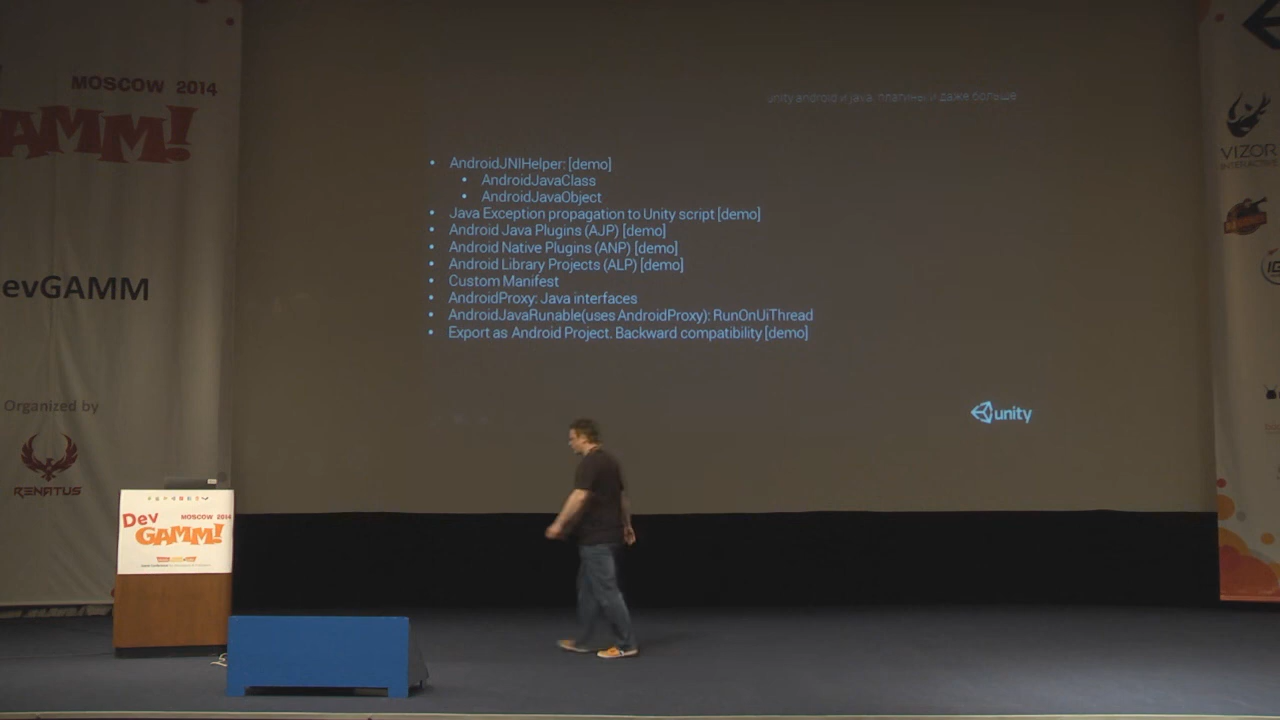 MOSCOW 2014
AMM!
evGAMM
Organized by
RENATUS
unity android и java. плагины и даже больше
• AndroidJNIHelper: [demo]
• AndroidJavaClass
• AndroidJavaObject
• Java Exception propagation to Unity script [demo]
• Android Java Plugins (AJP) [demo]
• Android Native Plugins (ANP) [demo]
• Android Library Projects (ALP) [demo]
• Custom Manifest
• AndroidProxy: Java interfaces
• AndroidJavaRunable(uses AndroidProxy): RunOnUiThread
• Export as Android Project. Backward compatibility [demo]
unity
Dev MOSCOW 2014
GAMM!
VIZOR
INTERACTIVE
IG